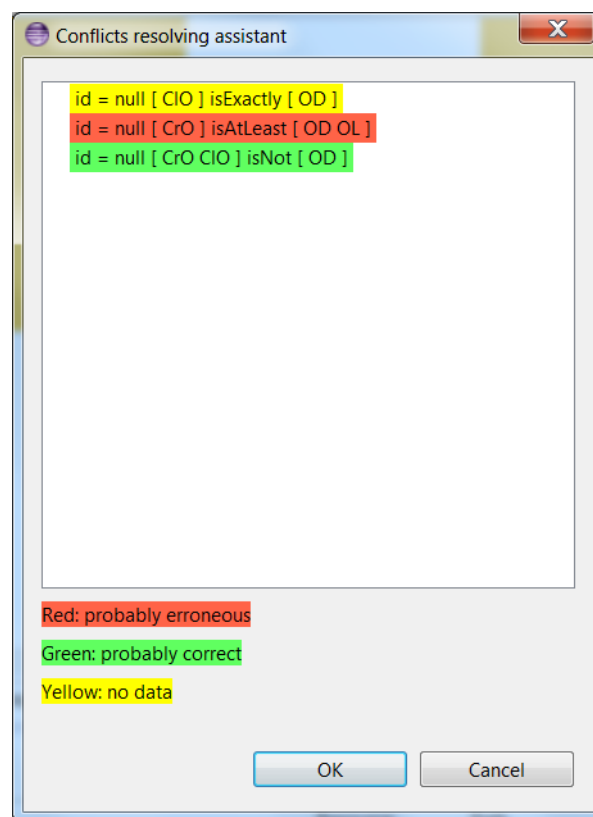 Conflicts resolving assistant
id = null [ ClO ] isExactly [ OD ]
id = null [ CrO ] isAtLeast [ OD OL ]
id = null [ CrO ClO ] isNot [ OD ]
Red: probably erroneous
Green: probably correct
Yellow: no data
OK Cancel